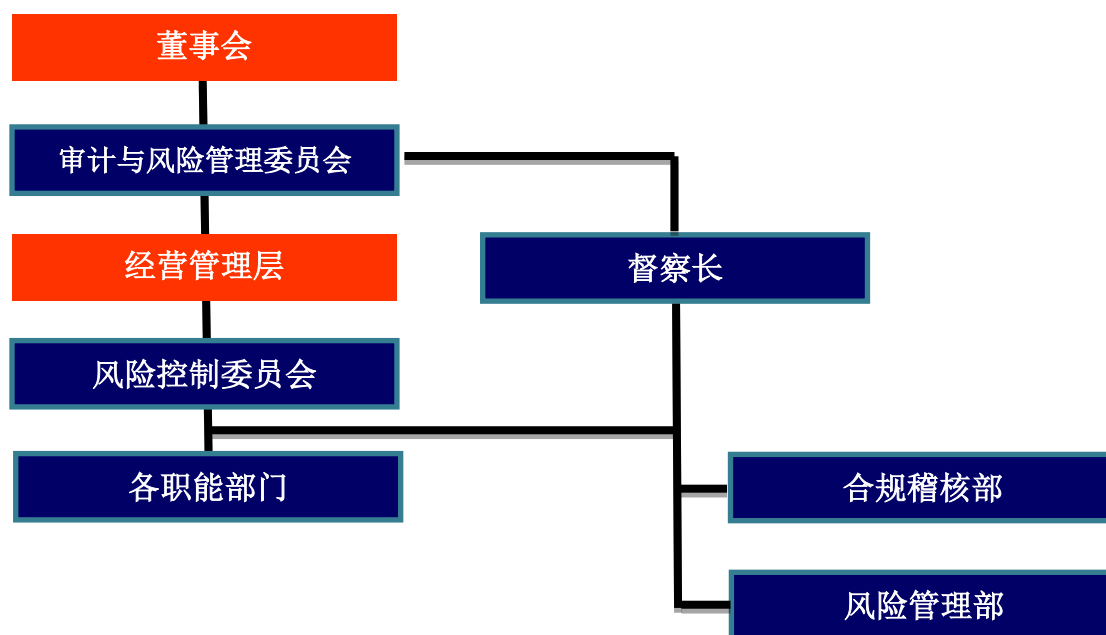 董事会
审计与风险管理委员会
经营管理层
督察长
风险控制委员会
各职能部门
合规稽核部
风险管理部